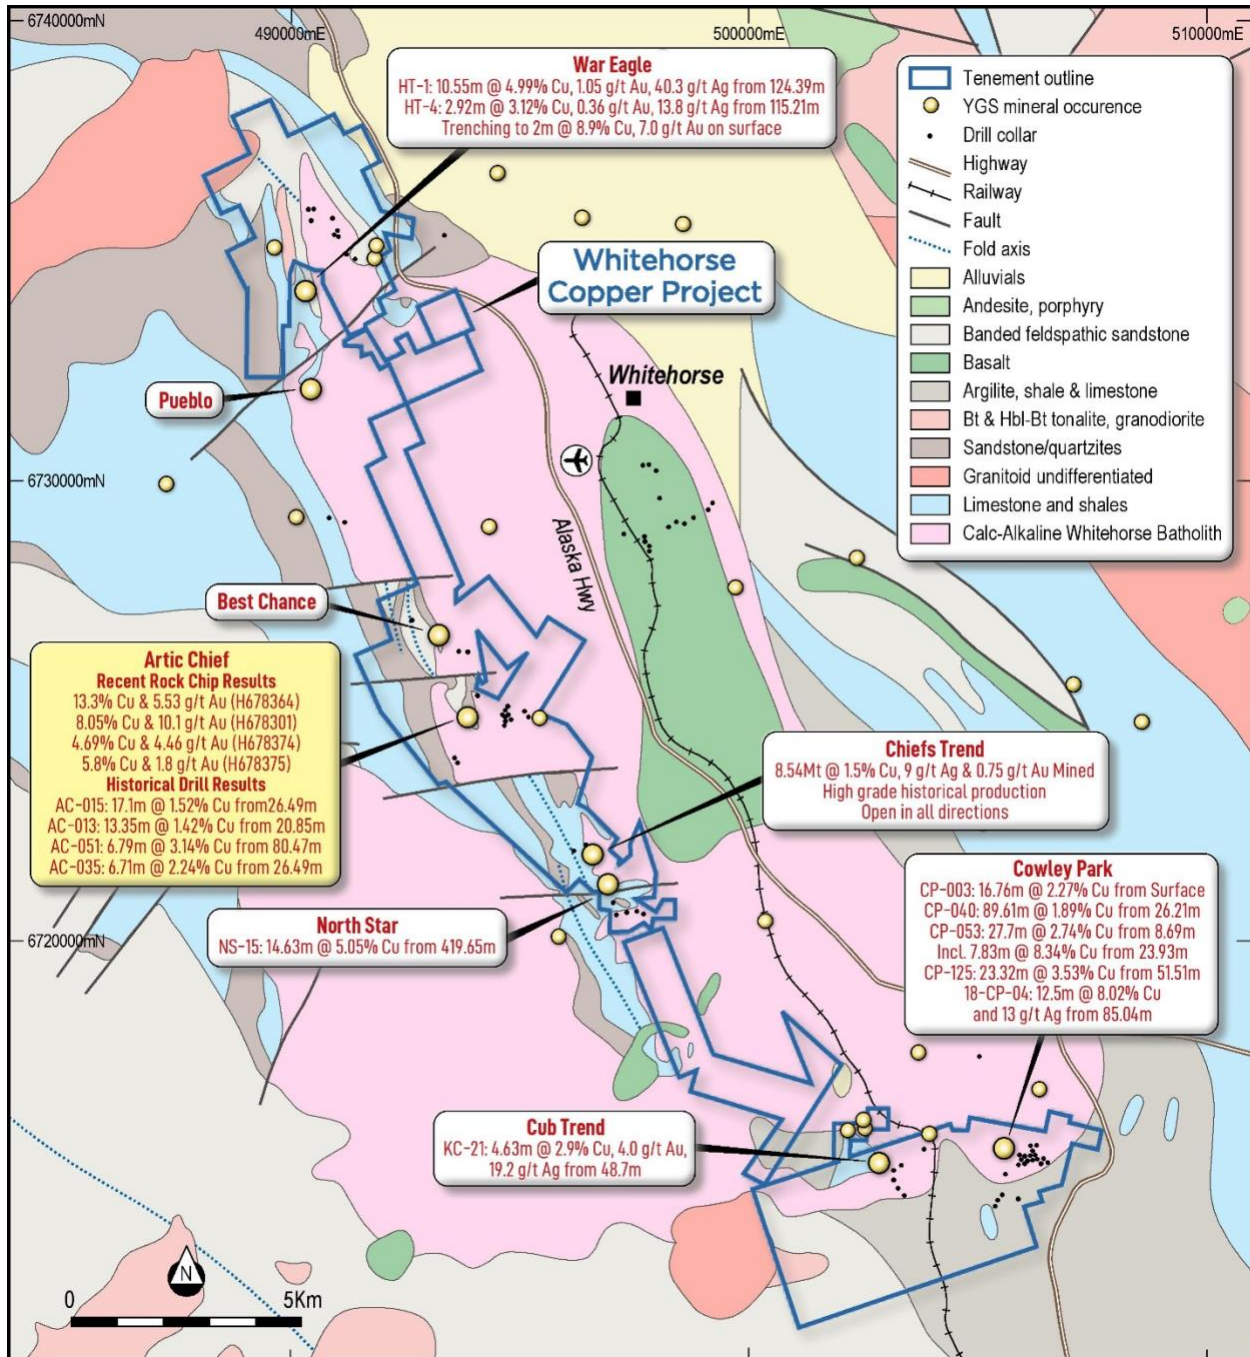 6740000mN
490000mE
500000mE
510000mE
War Eagle
HT-1: 10.55m @ 4.99% Cu, 1.05 g/t Au, 40.3 g/t Ag from 124.39m
HT-4: 2.92m @ 3.12% Cu, 0.36 g/t Au, 13.8 g/t Ag from 115.21m
Trenching to 2m @ 8.9% Cu, 7.0 g/t Au on surface
Tenement outline
YGS mineral occurence
Drill collar
Highway
Railway
Fault
Fold axis
Alluvials
Andesite, porphyry
Banded feldspathic sandstone
Basalt
Argilite, shale & limestone
Bt & Hbl-Bt tonalite, granodiorite
Sandstone/quartzites
Granitoid undifferentiated
Limestone and shales
Calc-Alkaline Whitehorse Batholith
Whitehorse
Copper Project
Whitehorse
Pueblo
6730000mN
Alaska Hwy
Best Chance
Artic Chief
Recent Rock Chip Results
13.3% Cu & 5.53 g/t Au (H678364)
8.05% Cu & 10.1 g/t Au (H678301)
4.69% Cu & 4.46 g/t Au (H678374)
5.8% Cu & 1.8 g/t Au (H678375)
Historical Drill Results
AC-015: 17.1m @ 1.52% Cu from26.49m
AC-013: 13.35m @ 1.42% Cu from 20.85m
AC-051: 6.79m @ 3.14% Cu from 80.47m
AC-035: 6.71m @ 2.24% Cu from 26.49m
Chiefs Trend
8.54Mt @ 1.5% Cu, 9 g/t Ag & 0.75 g/t Au Mined
High grade historical production
Open in all directions
Cowley Park
CP-003: 16.76m @ 2.27% Cu from Surface
CP-040: 89.61m @ 1.89% Cu from 26.21m
CP-053: 27.7m @ 2.74% Cu from 8.69m
Incl. 7.83m @ 8.34% Cu from 23.93m
CP-125: 23.32m @ 3.53% Cu from 51.51m
18-CP-04: 12.5m @ 8.02% Cu
and 13 g/t Ag from 85.04m
North Star
NS-15: 14.63m @ 5.05% Cu from 419.65m
6720000mN
Cub Trend
KC-21: 4.63m @ 2.9% Cu, 4.0 g/t Au,
19.2 g/t Ag from 48.7m
N
0
5Km